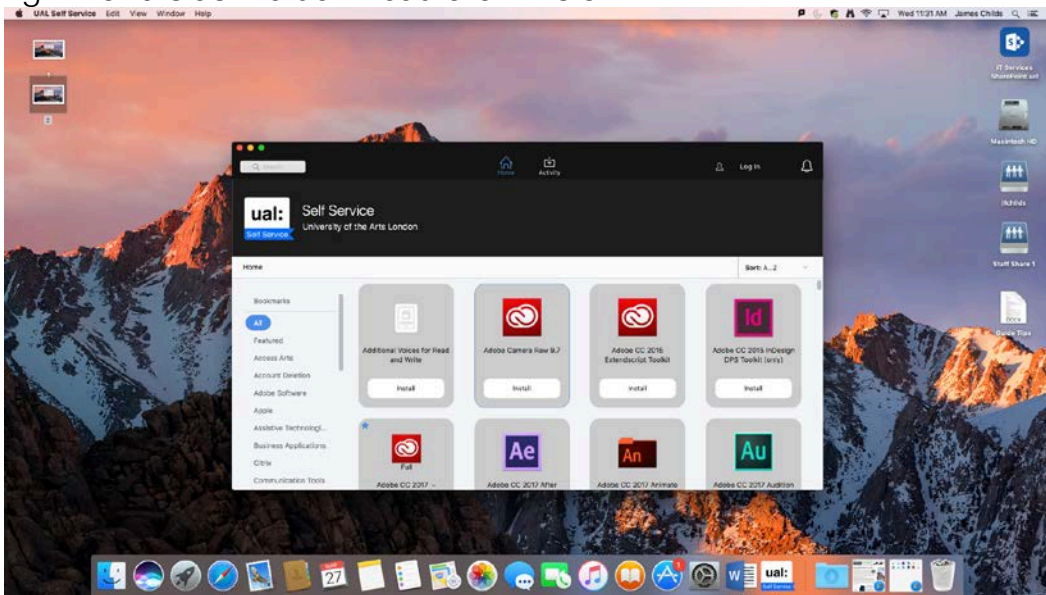 UAL Self Service Edit View Window Help
Wed 11:31 AM James Childs
1
2
IT Services
SharePoint.url
Macintosh HD
Staff Share 1
DOCX
Guide Tips
Search
Home
Activity
Log In
ual:
Self Service
Self Service
University of the Arts London
Home
Sort: A...Z
Bookmarks
All
Featured
Access Arts
Account Deletion
Adobe Software
Apple
Assistive Technologi...
Business Applications
Citrix
Communication Tools
Additional Voices for Read
and Write
Install
Adobe Camera Raw 9.7
Install
Adobe CC 2015
Extendscript Toolkit
Install
Id
Adobe CC 2015 InDesign
DPS Toolkit (only)
Install
Full
Adobe CC 2017 -
Ae
Adobe CC 2017 After
An
Adobe CC 2017 Animate
Au
Adobe CC 2017 Audition
27
W
ual:
Self Service